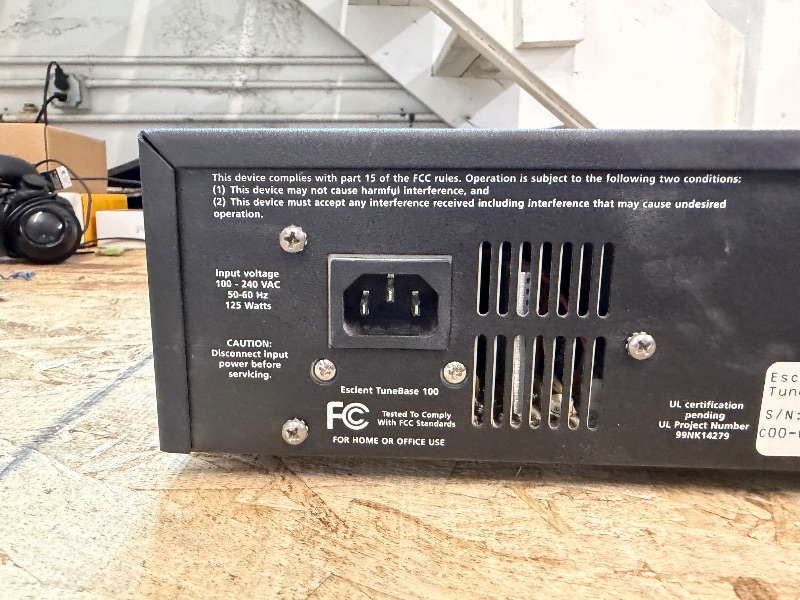 This device complies with part 15 of the FCC rules. Operation is subject to the following two conditions:
(1) This device may not cause harmful interference, and
(2) This device must accept any interference received including interference that may cause undesired
operation.
Input voltage
100 - 240 VAC
50-60 Hz
125 Watts
CAUTION:
Disconnect input
power before
servicing.
Esclent TuneBase 100
FC
Tested To Comply
With FCC Standards
FOR HOME OR OFFICE USE
UL certification
pending
UL Project Number
99NK14279
Esc
Tune
S/N:
C00-